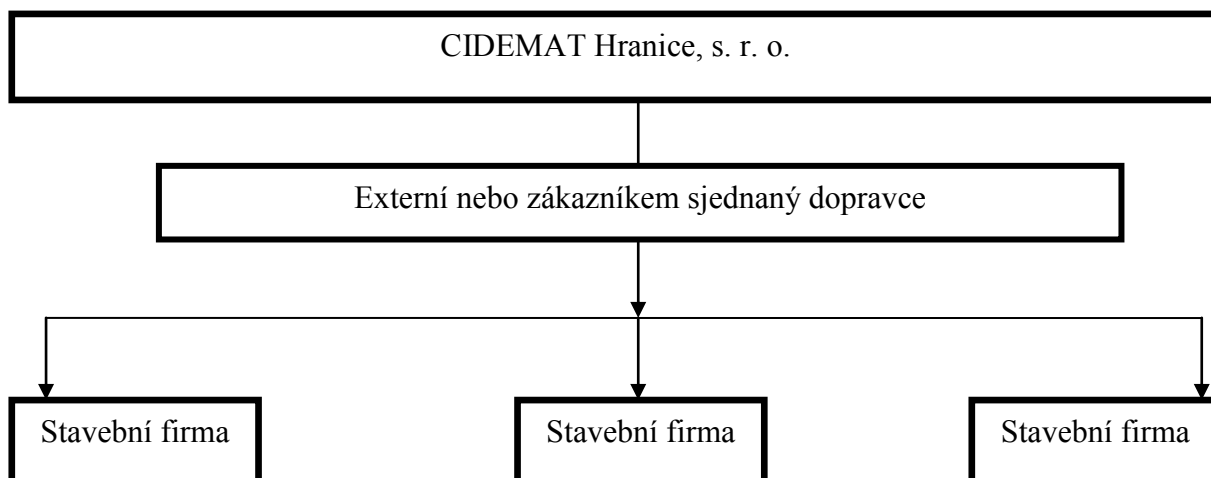 CIDEMAT Hranice, s. r. o.
Externí nebo zákazníkem sjednaný dopravce
Stavební firma
Stavební firma
Stavební firma